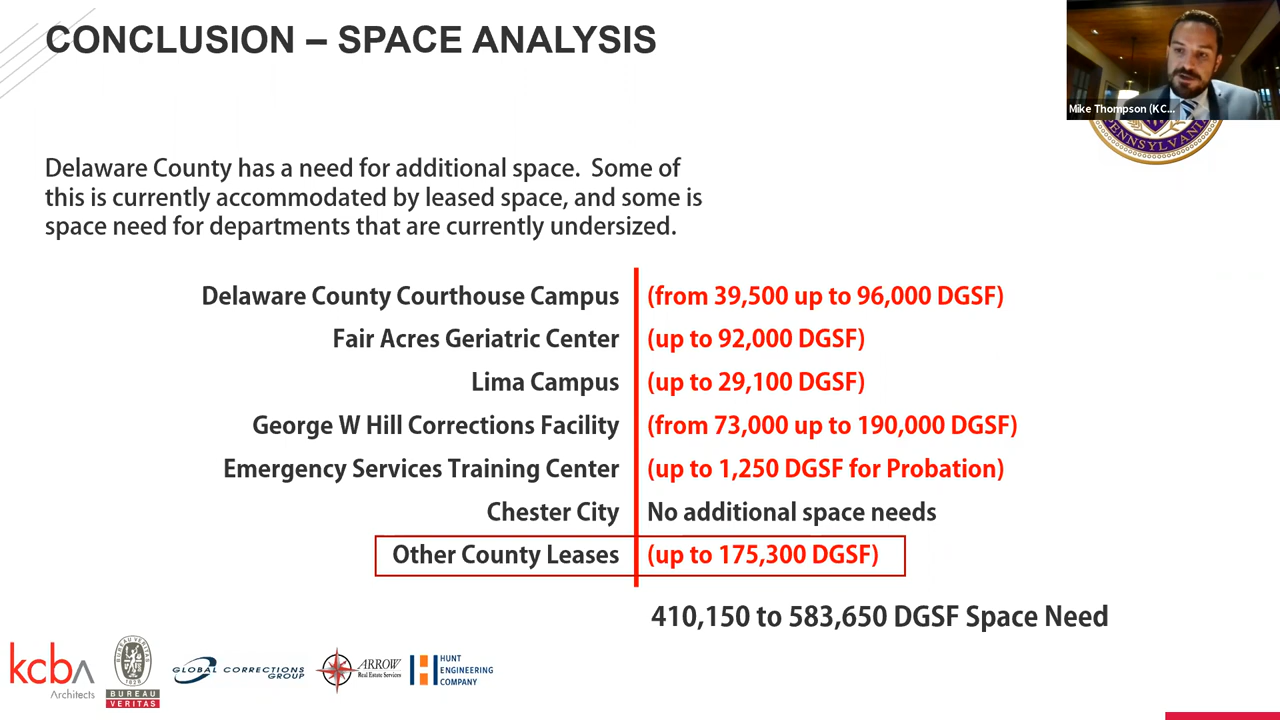 CONCLUSION – SPACE ANALYSIS
Mike Thompson (KC...
PENNSYLVANIA
Delaware County has a need for additional space. Some of
this is currently accommodated by leased space, and some is
space need for departments that are currently undersized.
Delaware County Courthouse Campus (from 39,500 up to 96,000 DGSF)
Fair Acres Geriatric Center (up to 92,000 DGSF)
Lima Campus (up to 29,100 DGSF)
George W Hill Corrections Facility (from 73,000 up to 190,000 DGSF)
Emergency Services Training Center (up to 1,250 DGSF for Probation)
Chester City No additional space needs
Other County Leases (up to 175,300 DGSF)
410,150 to 583,650 DGSF Space Need
kcba
Architects
BUREAU VERITAS
1828
BUREAU
VERITAS
GLOBAL CORRECTIONS
GROUP
ARROW
Real Estate Services
HUNT
ENGINEERING
COMPANY